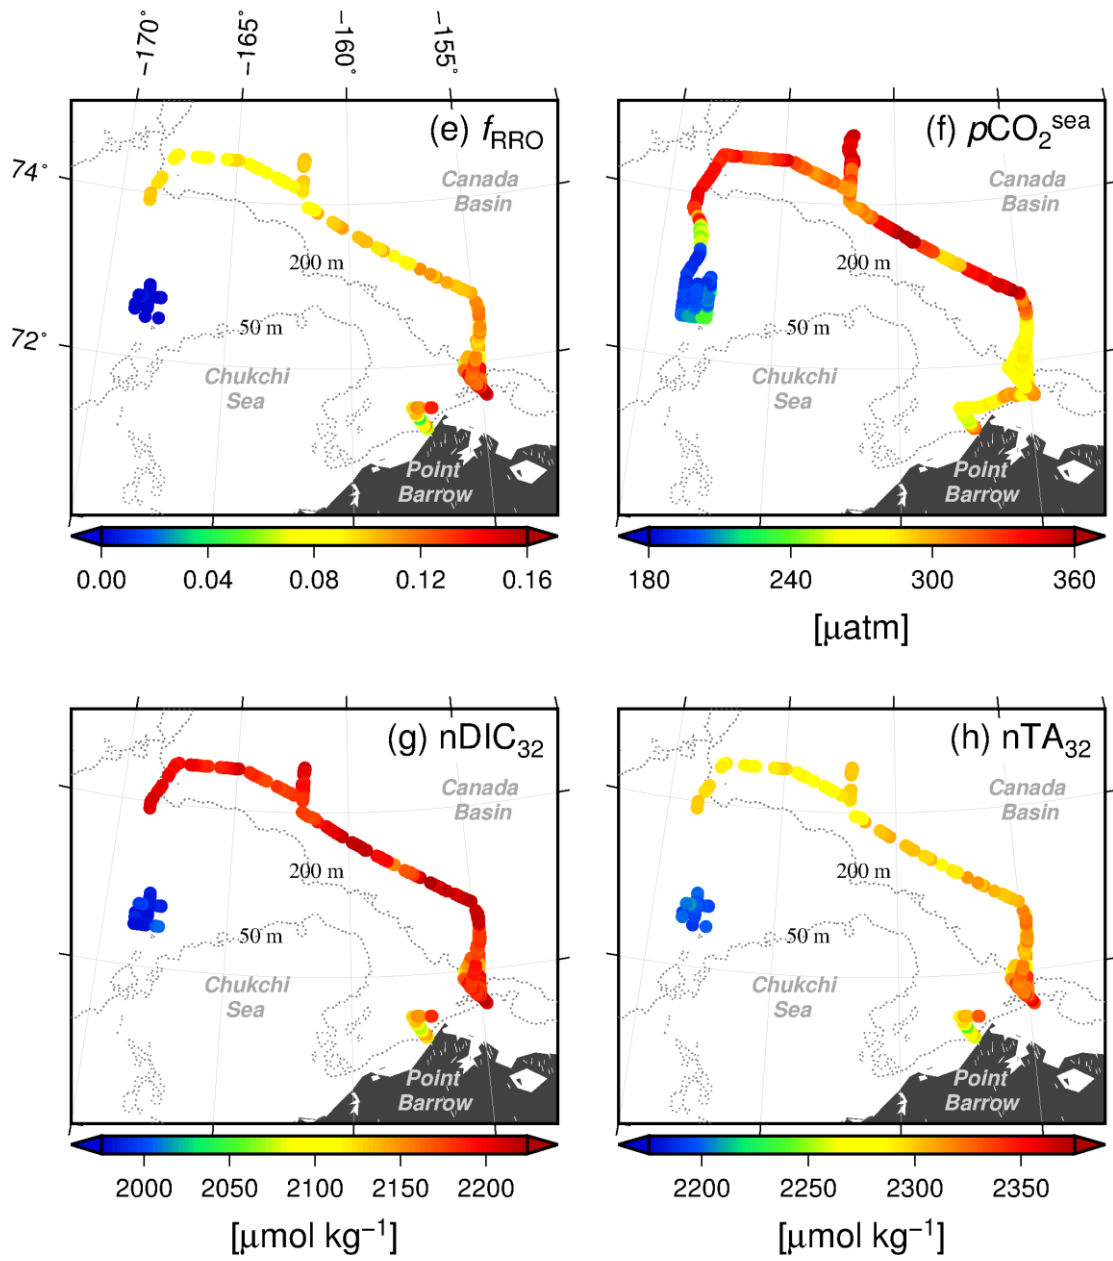 −170° −165° −160° −155°
(e) fRRO
74°
Canada
Basin
200 m
72°
50 m
Chukchi
Sea
Point
Barrow
0.00 0.04 0.08 0.12 0.16
(f) pCO2sea
Canada
Basin
200 m
50 m
Chukchi
Sea
Point
Barrow
180 240 300 360
[μatm]
(g) nDIC32
Canada
Basin
200 m
50 m
Chukchi
Sea
Point
Barrow
2000 2050 2100 2150 2200
[μmol kg−1]
(h) nTA32
Canada
Basin
200 m
50 m
Chukchi
Sea
Point
Barrow
2200 2250 2300 2350
[μmol kg−1]